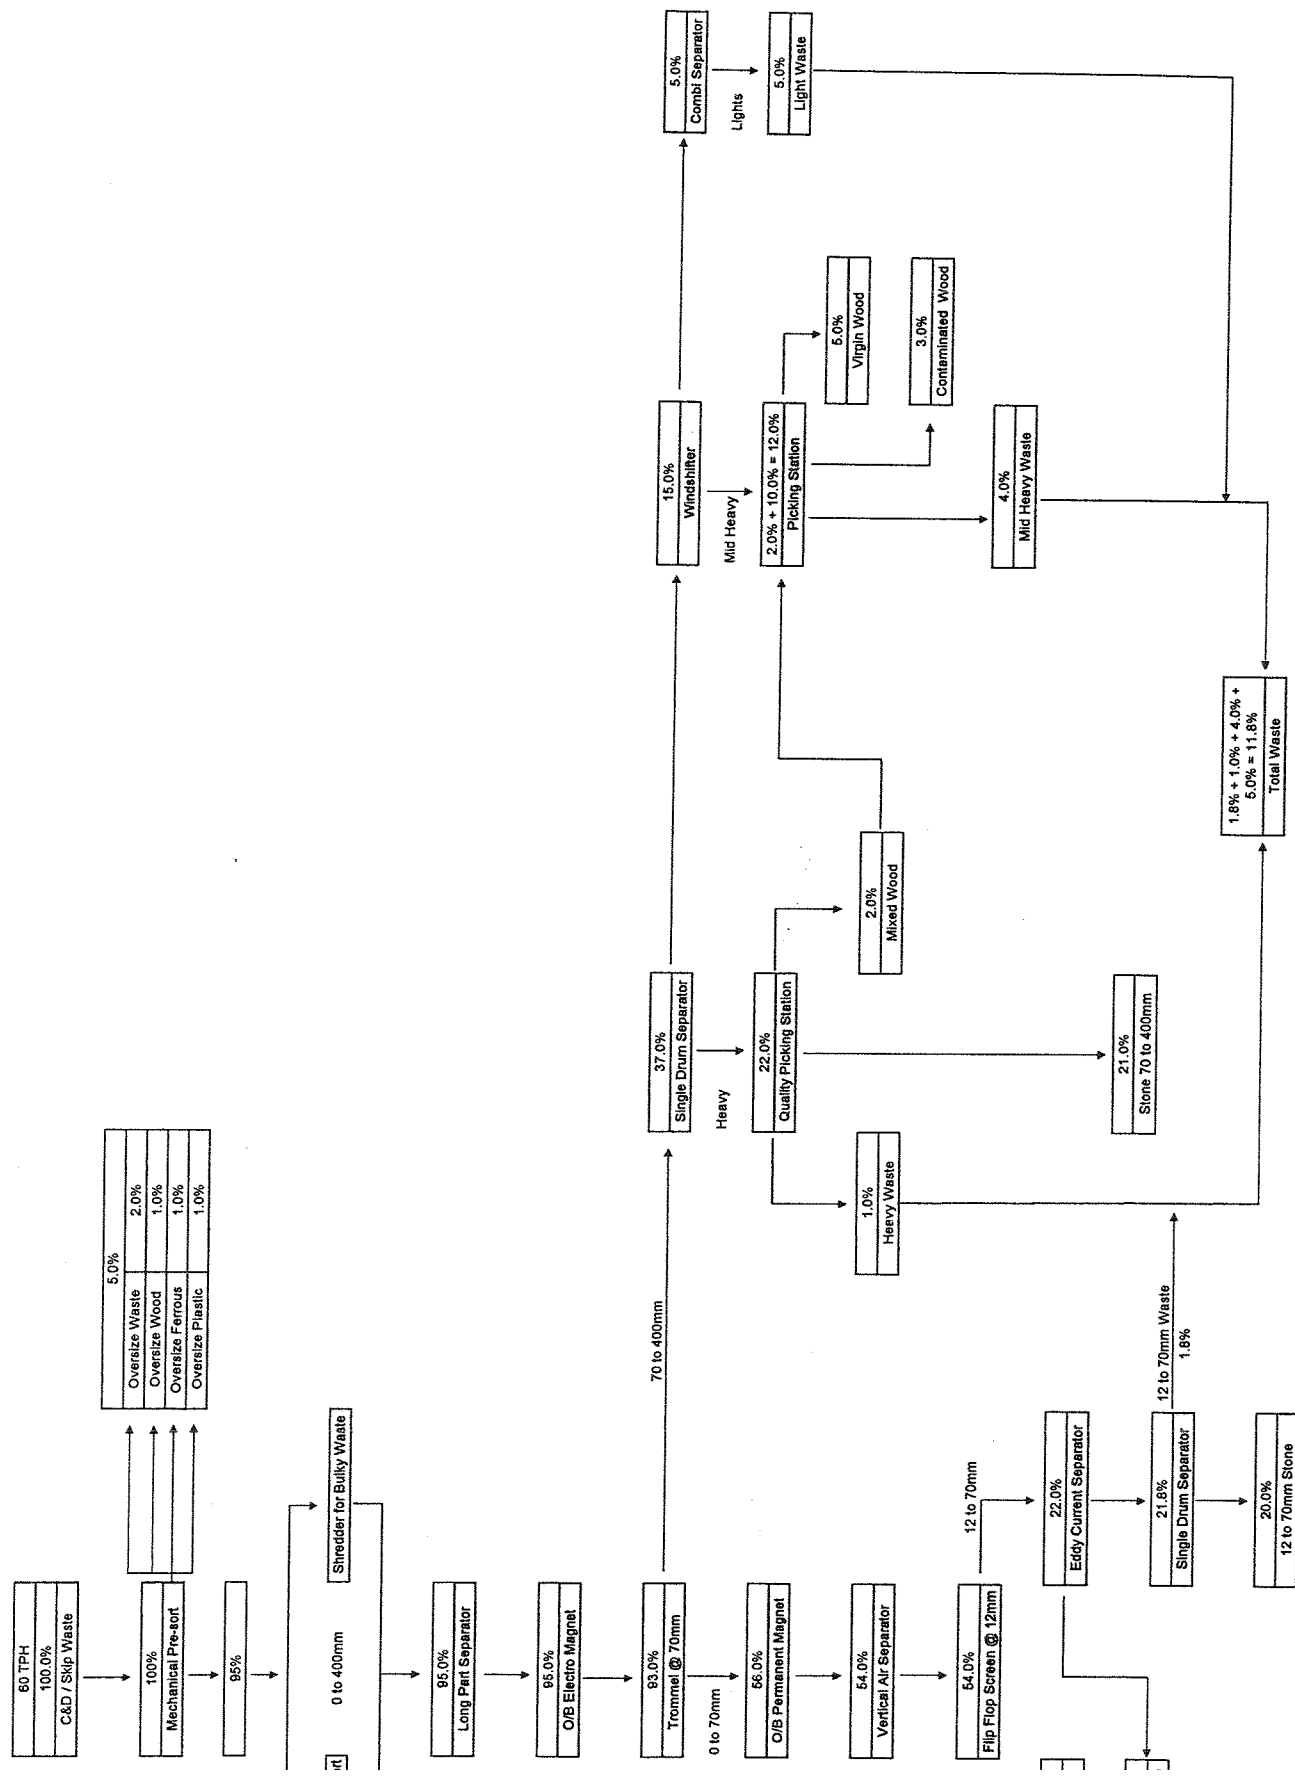 60 TPH
100.0%
C&D / Skip Waste
100%
Mechanical Pre-sort
5.0%
Oversize Waste 2.0%
Oversize Wood 1.0%
Oversize Ferrous 1.0%
Oversize Plastic 1.0%
95%
0 to 400mm
Shredder for Bulky Waste
95.0%
Long Part Separator
95.0%
O/B Electro Magnet
93.0%
Trommel @ 70mm
70 to 400mm
37.0%
Single Drum Separator
15.0%
Windshifter
5.0%
Combi Separator
0 to 70mm
Heavy
Mid Heavy
Lights
56.0%
O/B Permanent Magnet
22.0%
Quality Picking Station
2.0% + 10.0% = 12.0%
Picking Station
5.0%
Light Waste
54.0%
Vertical Air Separator
1.0%
Heavy Waste
2.0%
Mixed Wood
5.0%
Virgin Wood
3.0%
Contaminated Wood
54.0%
Flip Flop Screen @ 12mm
12 to 70mm
4.0%
Mid Heavy Waste
22.0%
Eddy Current Separator
21.0%
Stone 70 to 400mm
21.8%
Single Drum Separator
12 to 70mm Waste
1.8%
1.8% + 1.0% + 4.0% +
5.0% = 11.8%
Total Waste
20.0%
12 to 70mm Stone